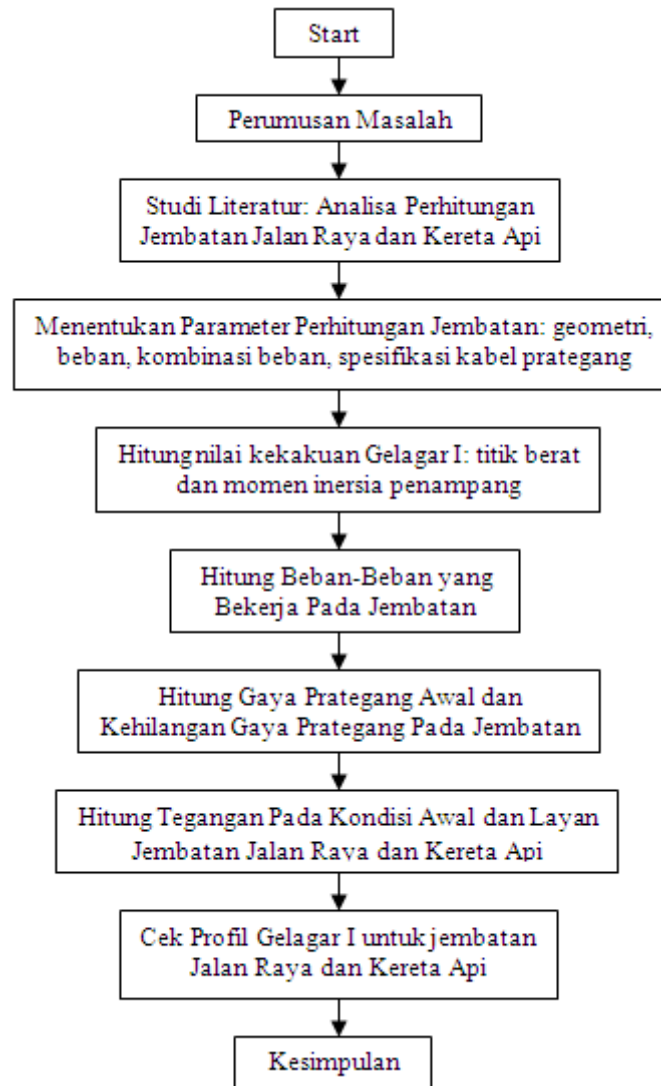 Start
Perumusan Masalah
Studi Literatur: Analisa Perhitungan
Jembatan Jalan Raya dan Kereta Api
Menentukan Parameter Perhitungan Jembatan: geometri,
beban, kombinasi beban, spesifikasi kabel prategang
Hitung nilai kekakuan Gelagar I: titik berat
dan momen inersia penampang
Hitung Beban-Beban yang
Bekerja Pada Jembatan
Hitung Gaya Prategang Awal dan
Kehilangan Gaya Prategang Pada Jembatan
Hitung Tegangan Pada Kondisi Awal dan Layan
Jembatan Jalan Raya dan Kereta Api
Cek Profil Gelagar I untuk jembatan
Jalan Raya dan Kereta Api
Kesimpulan